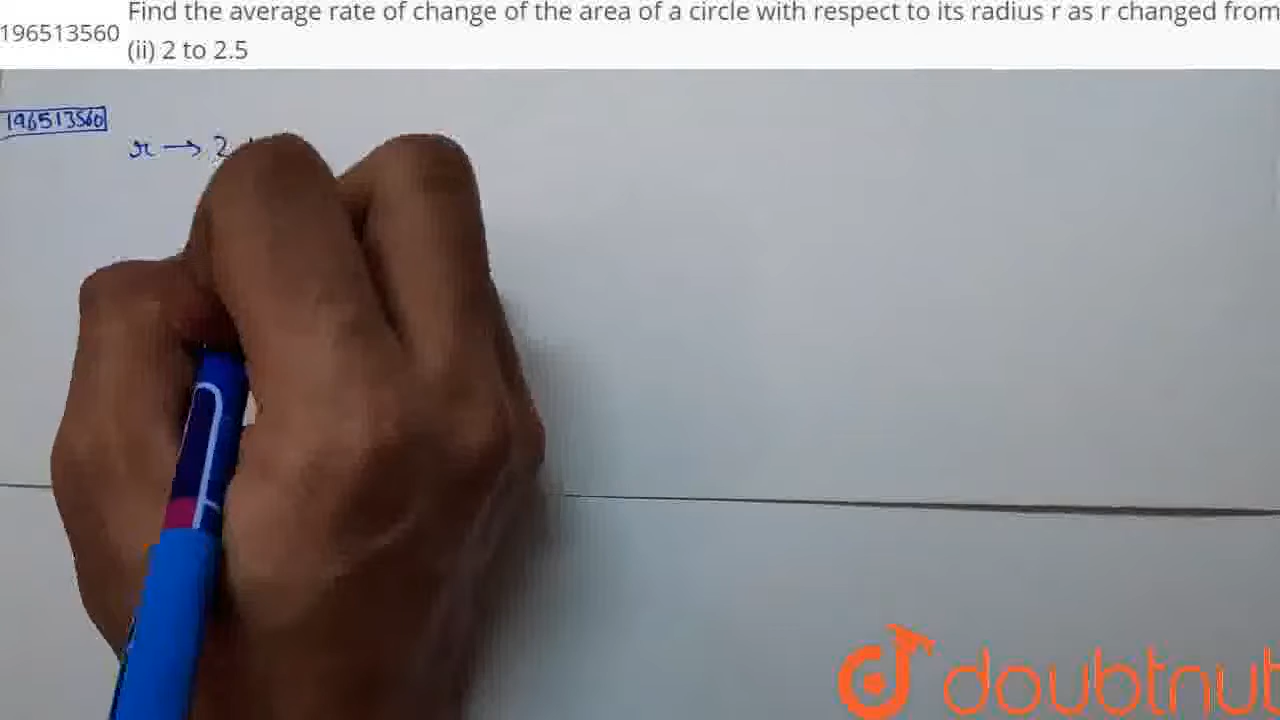 Find the average rate of change of the area of a circle with respect to its radius r as r changed from
196513560
(ii) 2 to 2.5
196513560
r → 2
doubtnut